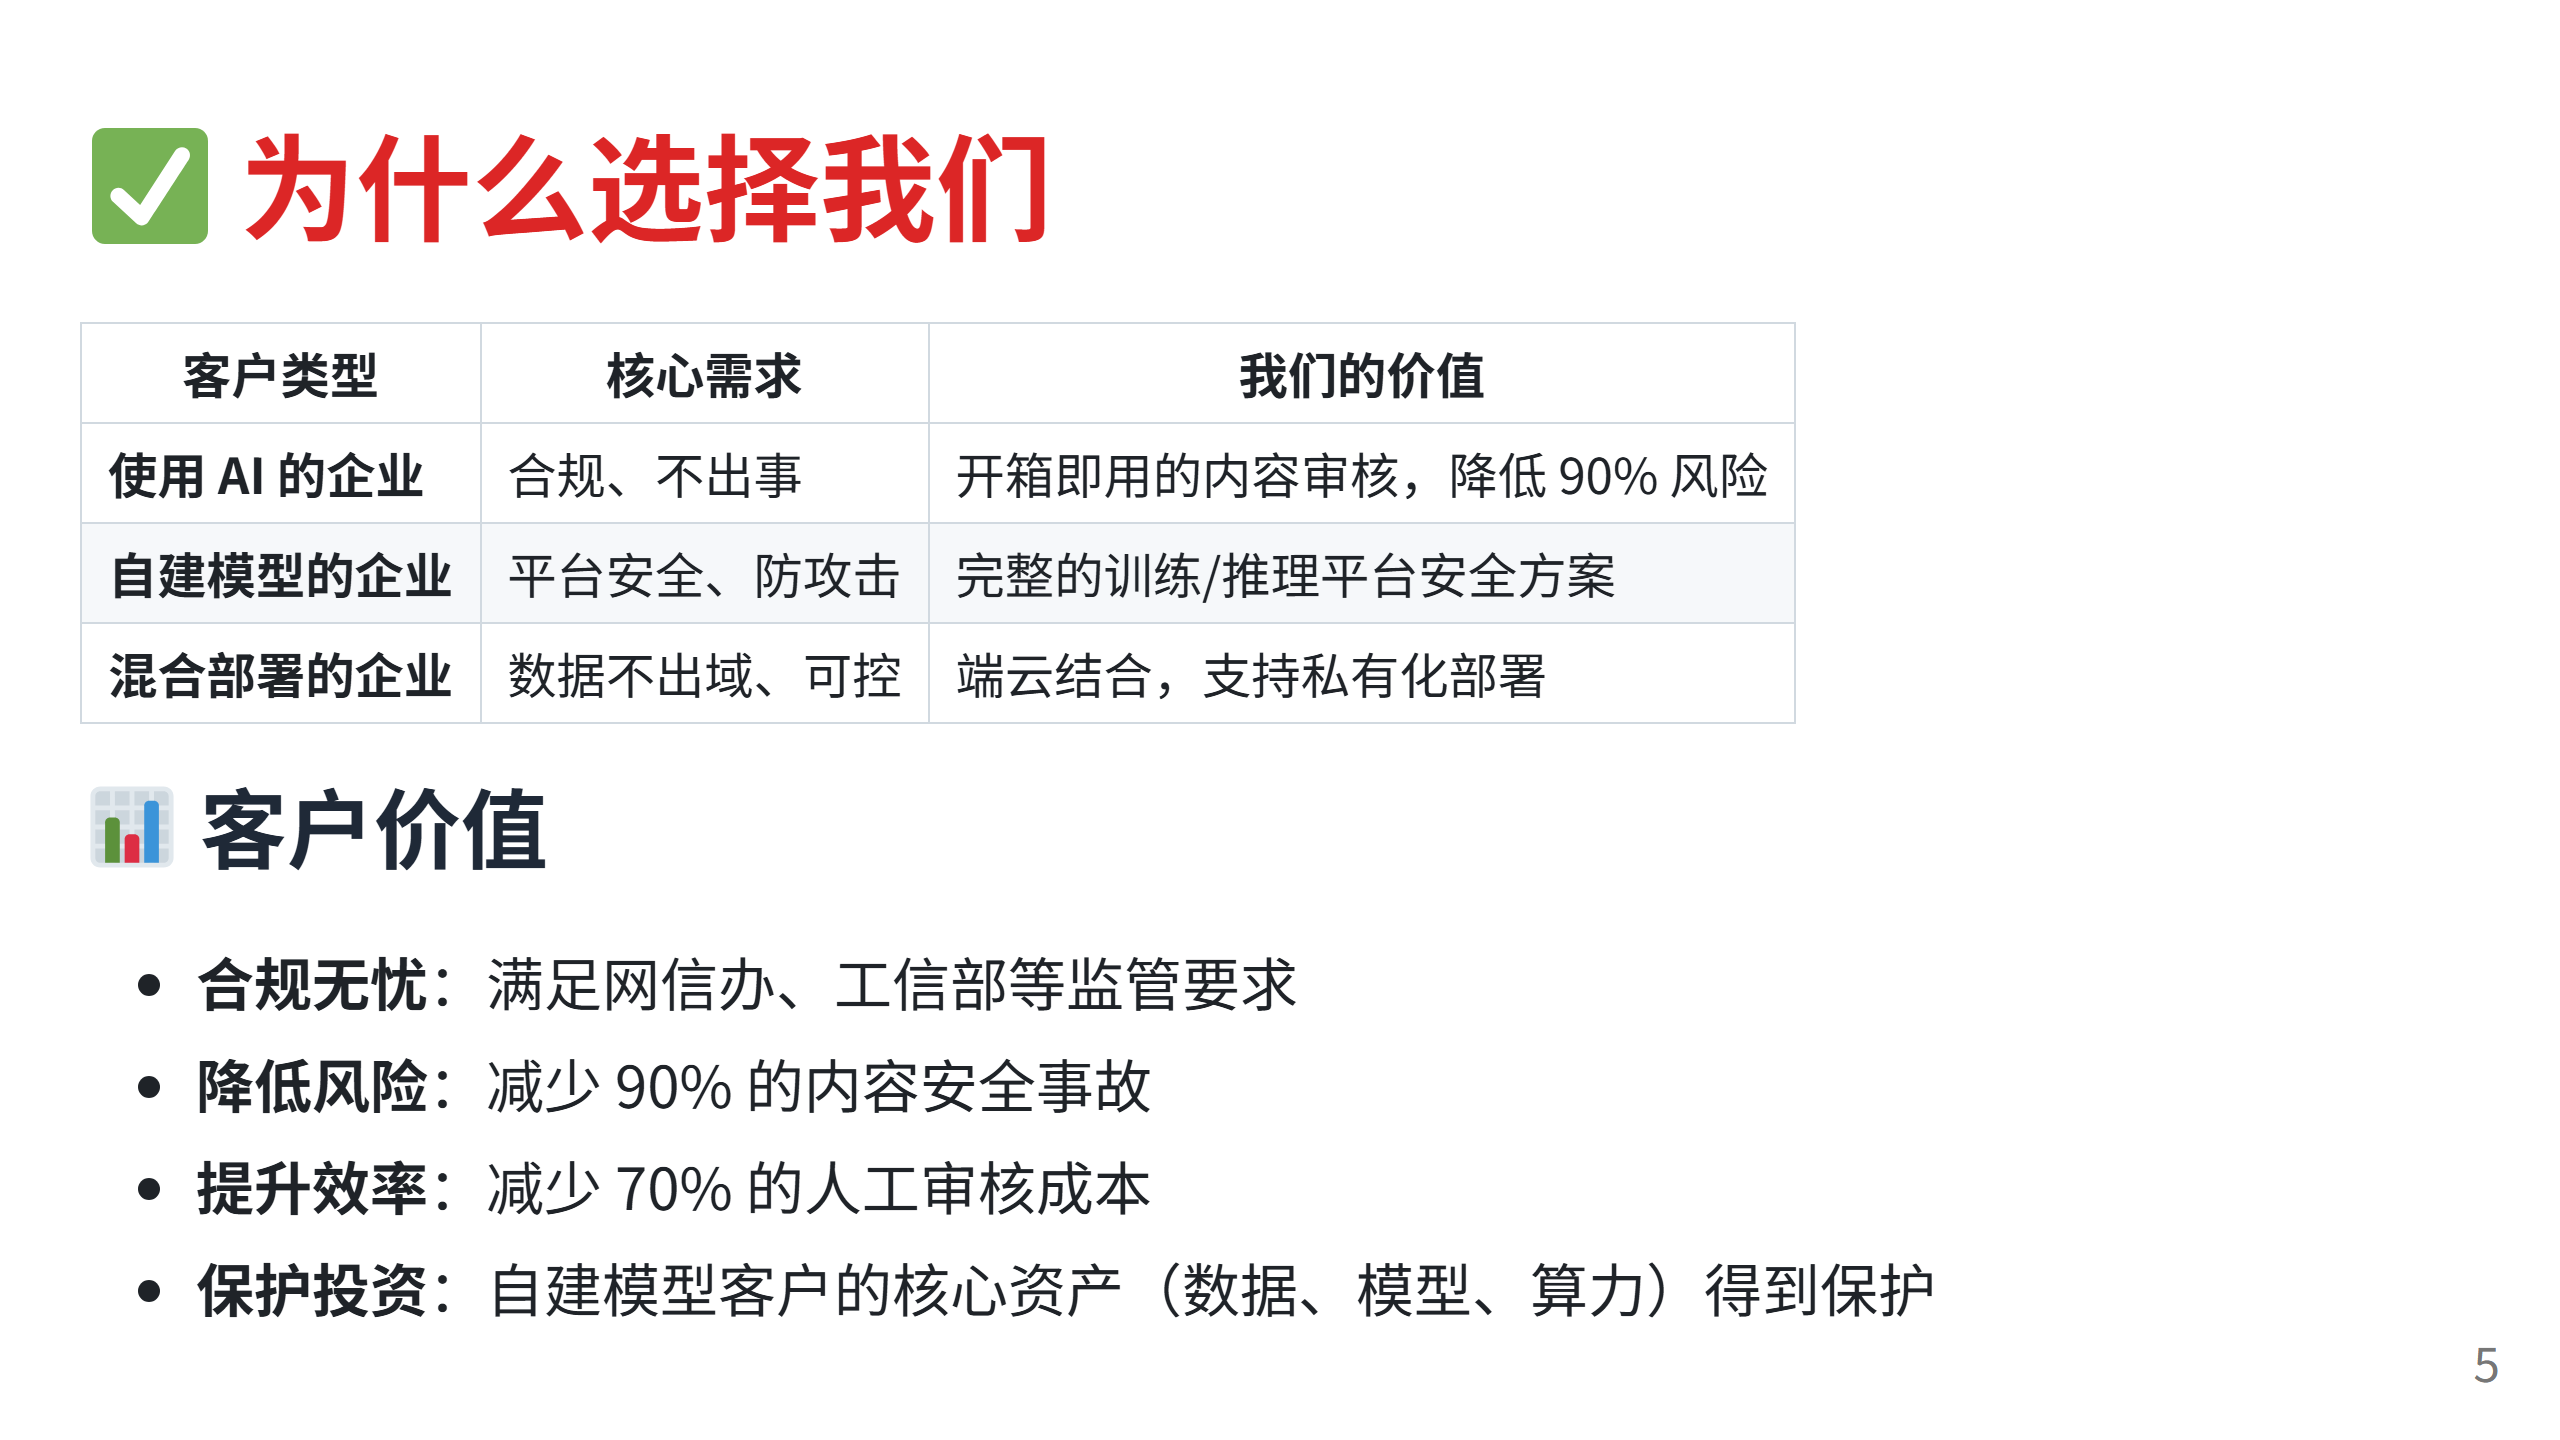 ✅ 为什么选择我们
客户类型 核心需求 我们的价值
使用 AI 的企业 合规、不出事 开箱即用的内容审核，降低 90% 风险
自建模型的企业 平台安全、防攻击 完整的训练/推理平台安全方案
混合部署的企业 数据不出域、可控 端云结合，支持私有化部署
📊 客户价值
• 合规无忧：满足网信办、工信部等监管要求
• 降低风险：减少 90% 的内容安全事故
• 提升效率：减少 70% 的人工审核成本
• 保护投资：自建模型客户的核心资产（数据、模型、算力）得到保护
5